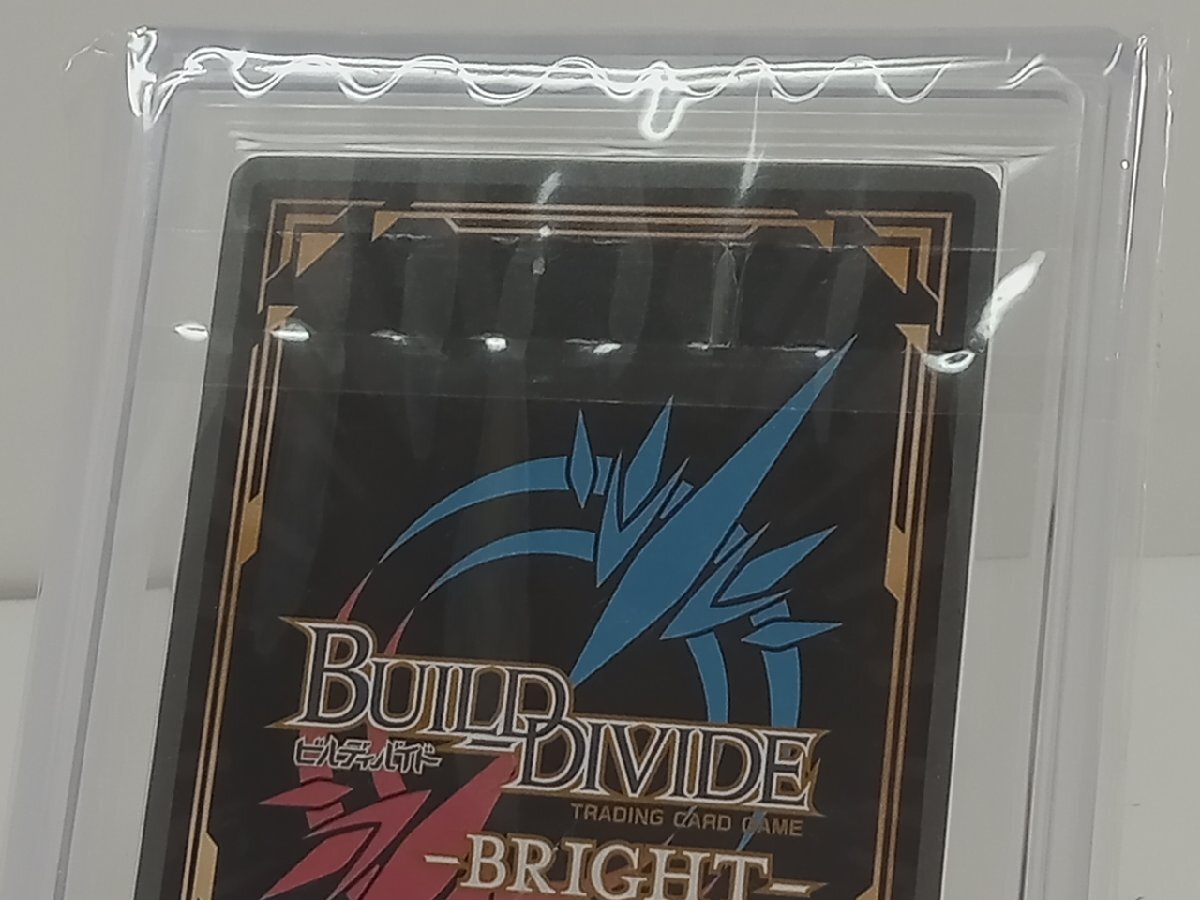 BUILD DIVIDE
ビルディバイド
TRADING CARD GAME
-BRIGHT-